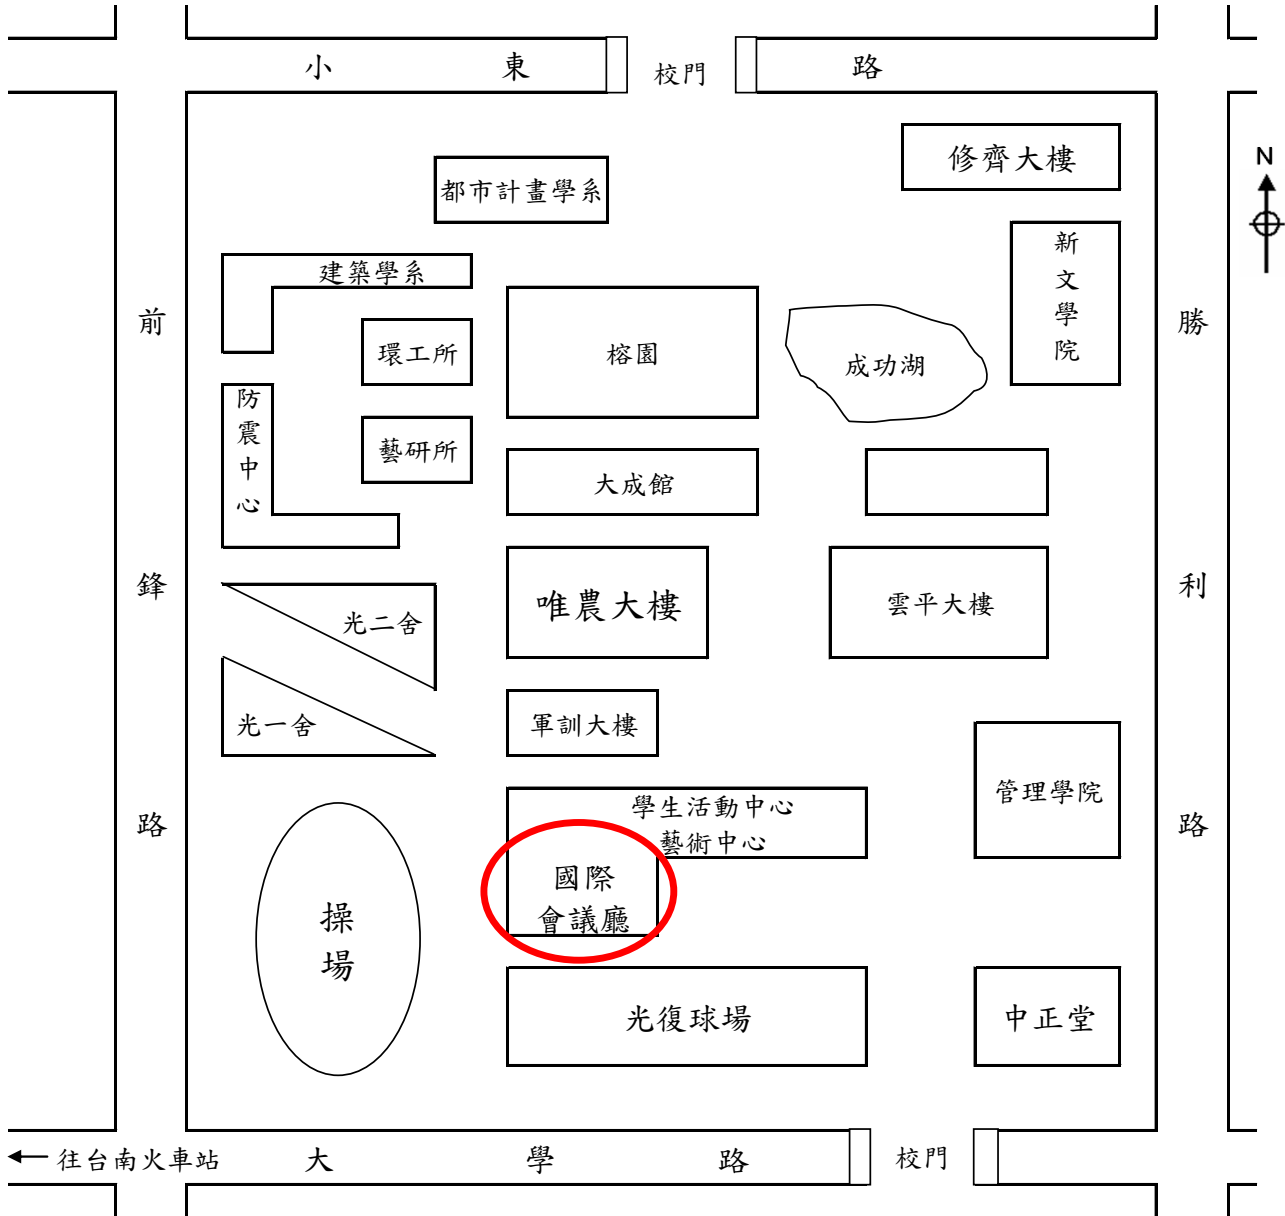 小東路
校門
修齊大樓
N
都市計畫學系
新文學院
建築學系
前鋒路
勝利路
環工所
榕園
成功湖
防震中心
藝研所
大成館
唯農大樓
雲平大樓
光二舍
光一舍
軍訓大樓
管理學院
學生活動中心
藝術中心
國際
會議廳
操場
光復球場
中正堂
往台南火車站
大學路
校門